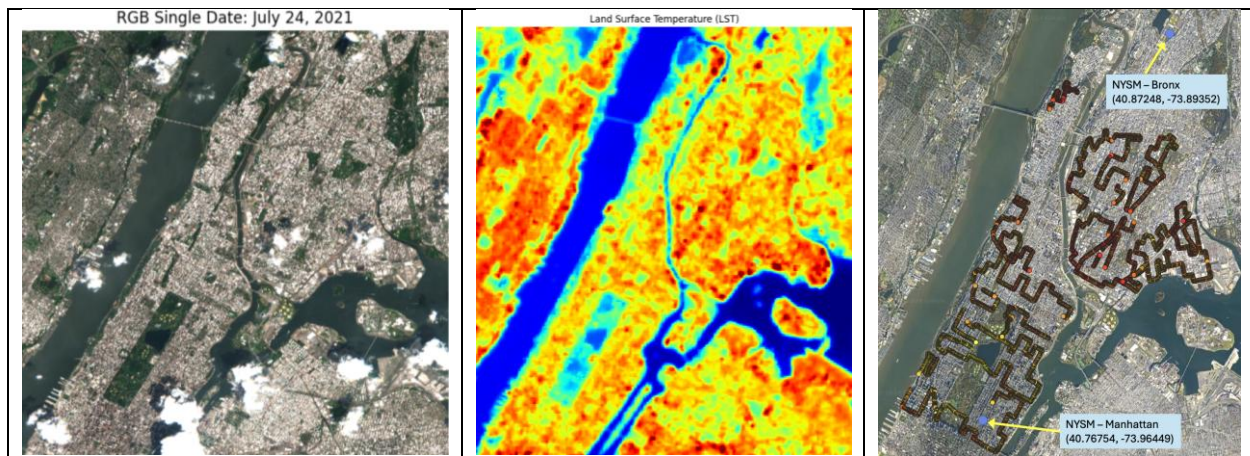 RGB Single Date: July 24, 2021
Land Surface Temperature (LST)
NYSM – Bronx
(40.87248, -73.89352)
NYSM – Manhattan
(40.76754, -73.96449)